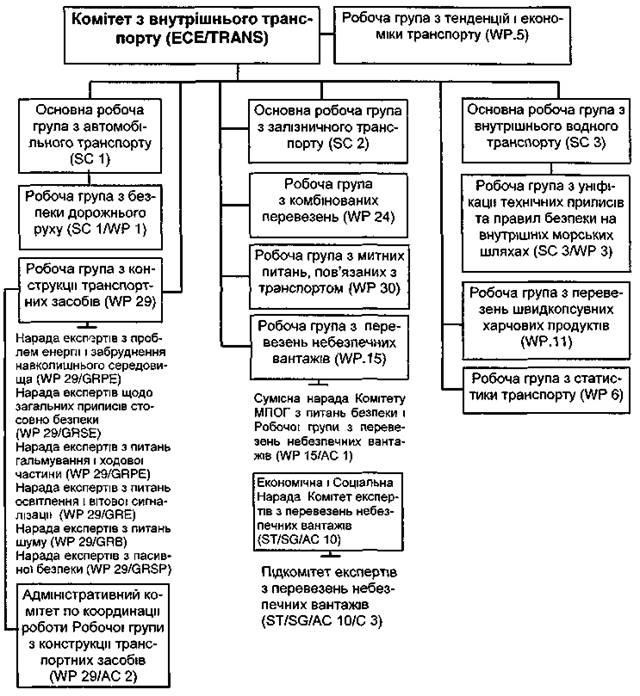 Комітет з внутрішнього транс-
порту (ECE/TRANS)
Робоча група з тенденцій і еконо-
міки транспорту (WP.5)
Основна робоча
група з автомобі-
льного транспорту
(SC 1)
Робоча група з без-
пеки дорожнього
руху (SC 1/WP 1)
Робоча група з кон-
струкції транспорт-
них засобів (WP 29)
Нарада експертів з проб-
лем енергії і забруднення
навколишнього середови-
ща (WP 29/GRPE)
Нарада експертів щодо
загальних приписів сто-
совно безпеки
(WP 29/GRSE)
Нарада експертів з питань
гальмування і ходової
частини (WP 29/GRPE)
Нарада експертів з питань
освітлення і вітової сигна-
лізації (WP 29/GRE)
Нарада експертів з питань
шуму (WP 29/GRB)
Нарада експертів з пасив-
ної безпеки (WP 29/GRSP)
Адміністративний ко-
мітет по координації
роботи Робочої групи
з конструкції транс-
портних засобів
(WP 29/AC 2)
Основна робоча група
з залізничного транс-
порту (SC 2)
Робоча група
з комбінованих
перевезень (WP 24)
Робоча група з митних
питань, пов'язаних з
транспортом (WP 30)
Робоча група з пере-
везень небезпечних
вантажів (WP.15)
Сумісна нарада Комітету
МПОГ з питань безпеки і
Робочої групи з переве-
зень небезпечних ванта-
жів (WP 15/AC 1)
Економічна і Соціальна
Нарада Комітет експер-
тів з перевезень небез-
печних вантажів
(ST/SG/AC 10)
Підкомітет експертів
з перевезень небез-
печних вантажів
(ST/SG/AC 10/C 3)
Основна робоча група з
внутрішнього водного
транспорту (SC 3)
Робоча група з уніфі-
кації технічних приписів
та правил безпеки на
внутрішніх морських
шляхах (SC 3/WP 3)
Робоча група з переве-
зень швидкопсувних
харчових продуктів
(WP.11)
Робоча група з статис-
тики транспорту (WP 6)